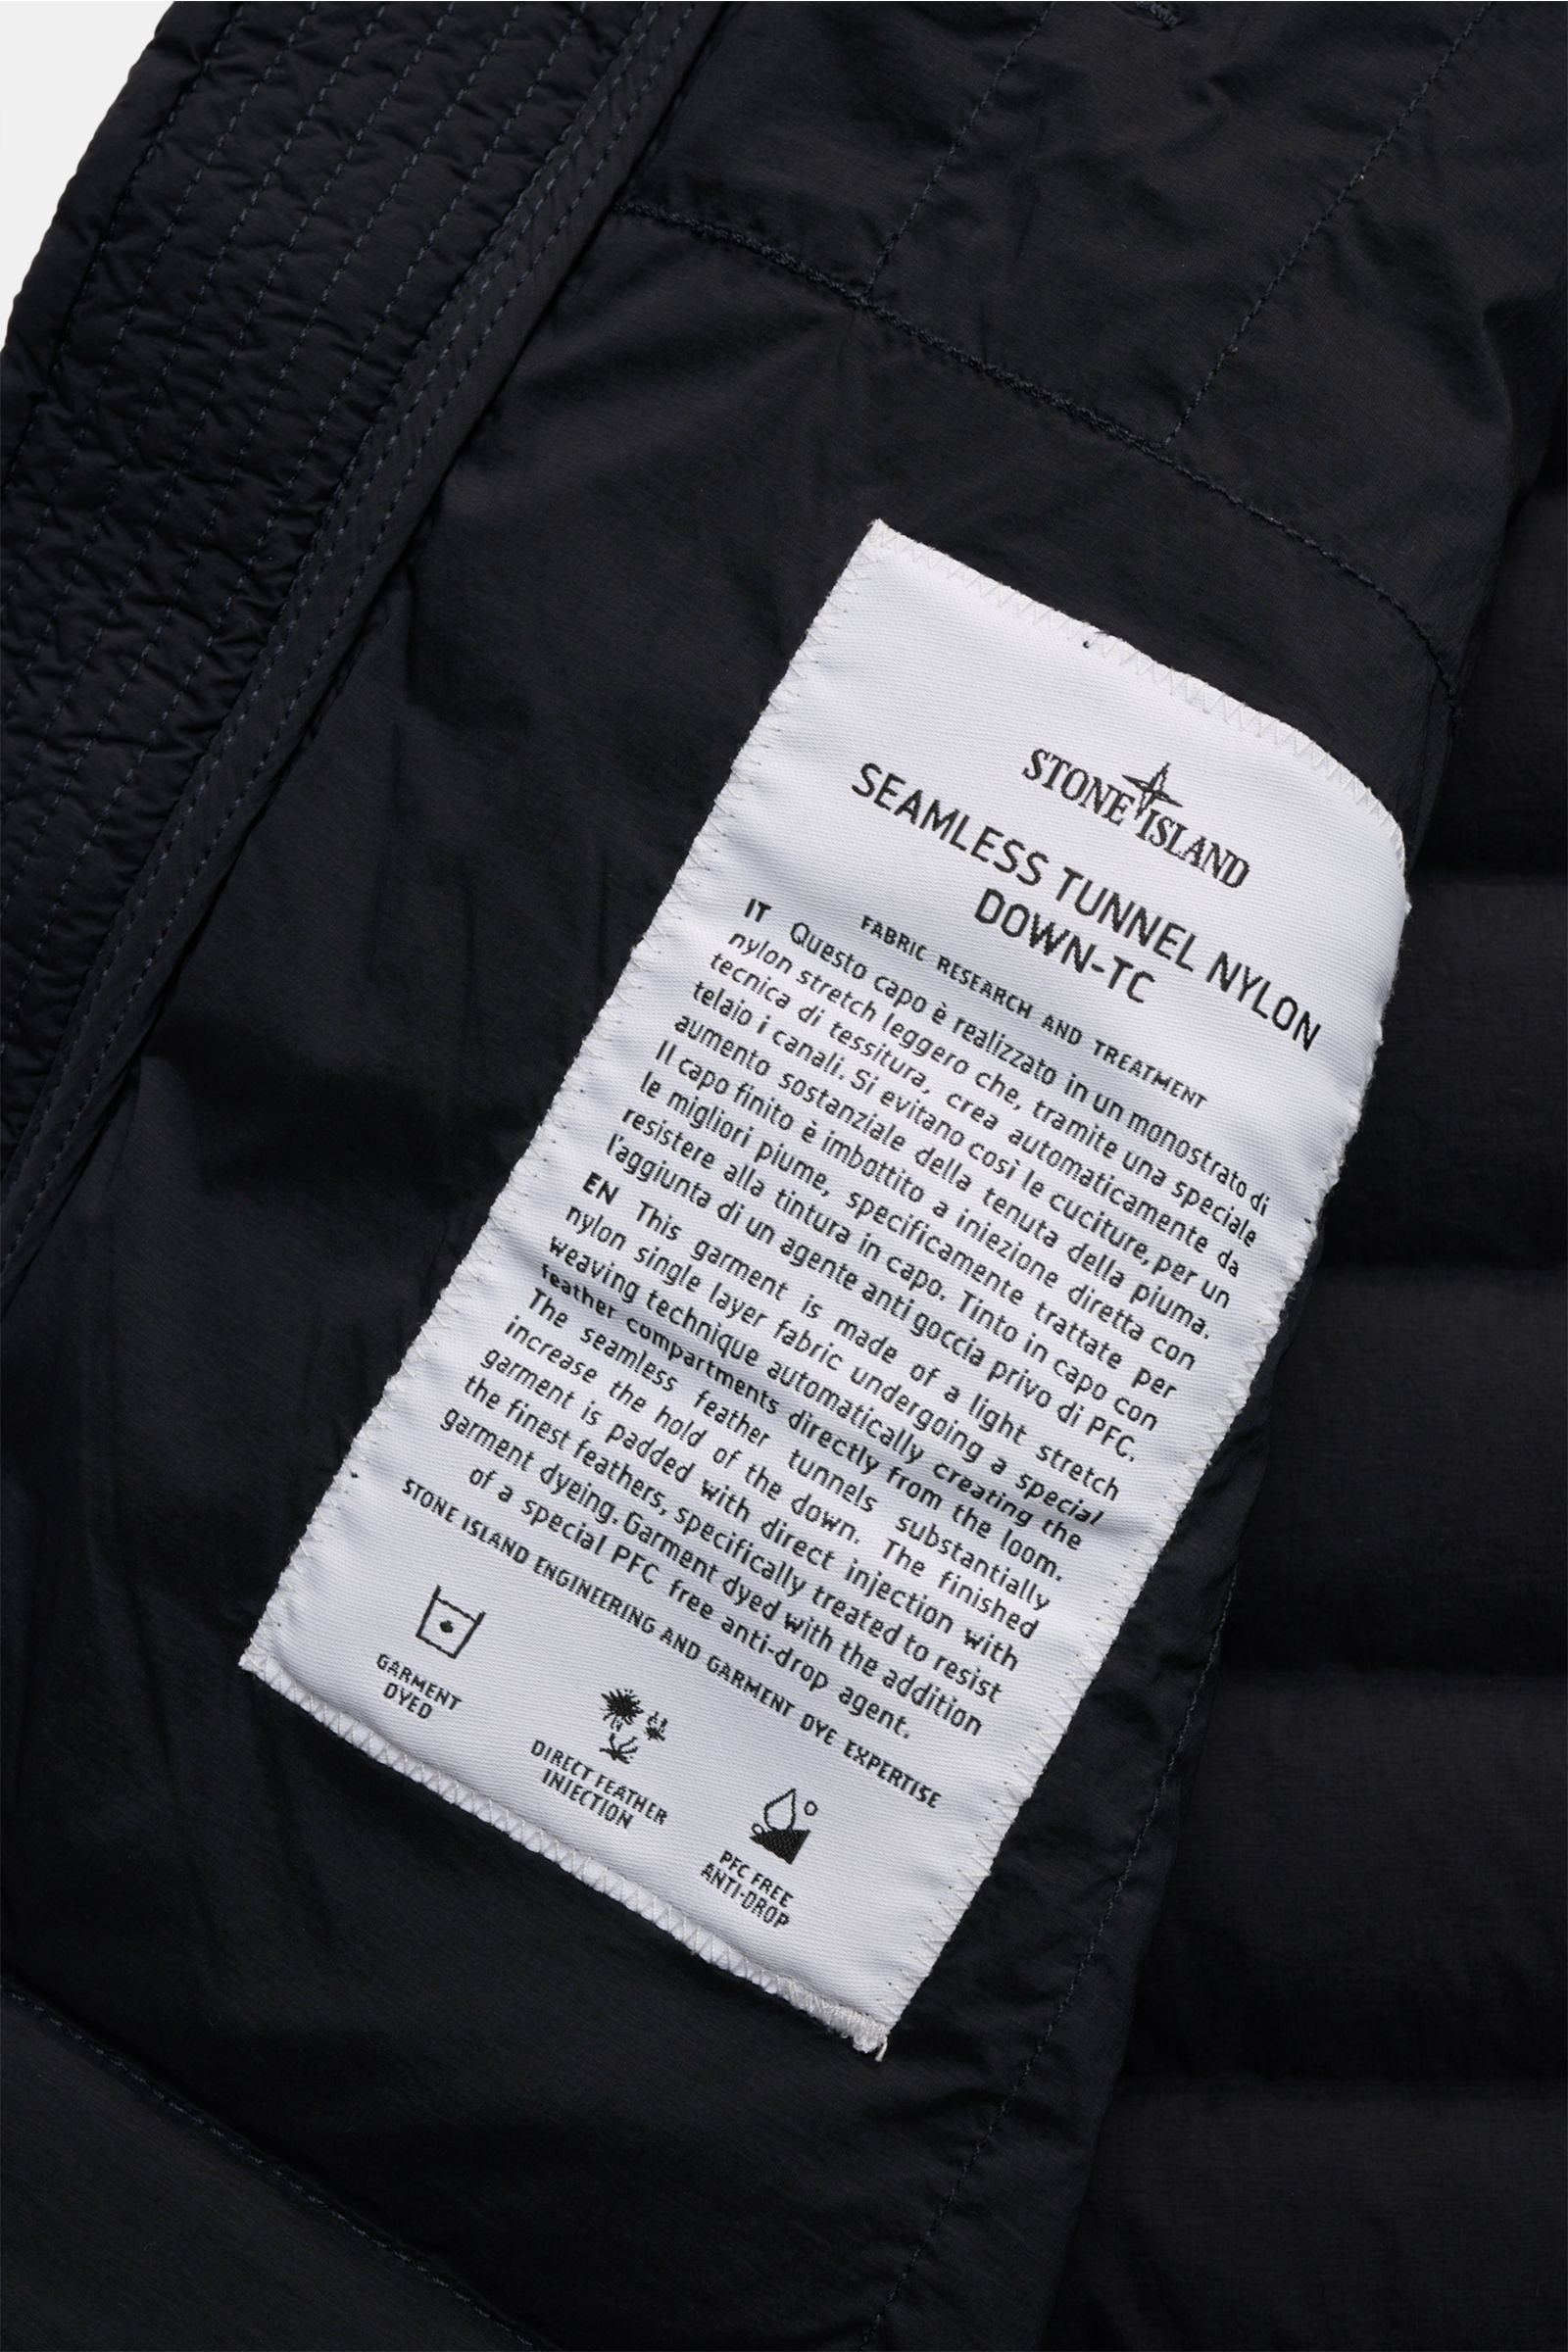 STONE ISLAND
SEAMLESS TUNNEL NYLON
DOWN-TC
FABRIC RESEARCH AND TREATMENT
IT Questo capo è realizzato in un monostrato di
nylon stretch leggero che, tramite una speciale
tecnica di tessitura, crea automaticamente da
telaio i canali. Si evitano così le cuciture, per un
aumento sostanziale della tenuta della piuma.
Il capo finito è imbottito a iniezione diretta con
le migliori piume, specificamente trattate per
resistere alla tintura in capo. Tinto in capo con
l'aggiunta di un agente anti goccia privo di PFC.
EN This garment is made of a light stretch
nylon single layer fabric undergoing a special
weaving technique automatically creating the
feather compartments directly from the loom.
The seamless feather tunnels substantially
increase the hold of the down. The finished
garment is padded with direct injection with
the finest feathers, specifically treated to resist
garment dyeing. Garment dyed with the addition
of a special PFC free anti-drop agent.
STONE ISLAND ENGINEERING AND GARMENT DYE EXPERTISE
GARMENT
DYED
DIRECT FEATHER
INJECTION
PFC FREE
ANTI-DROP